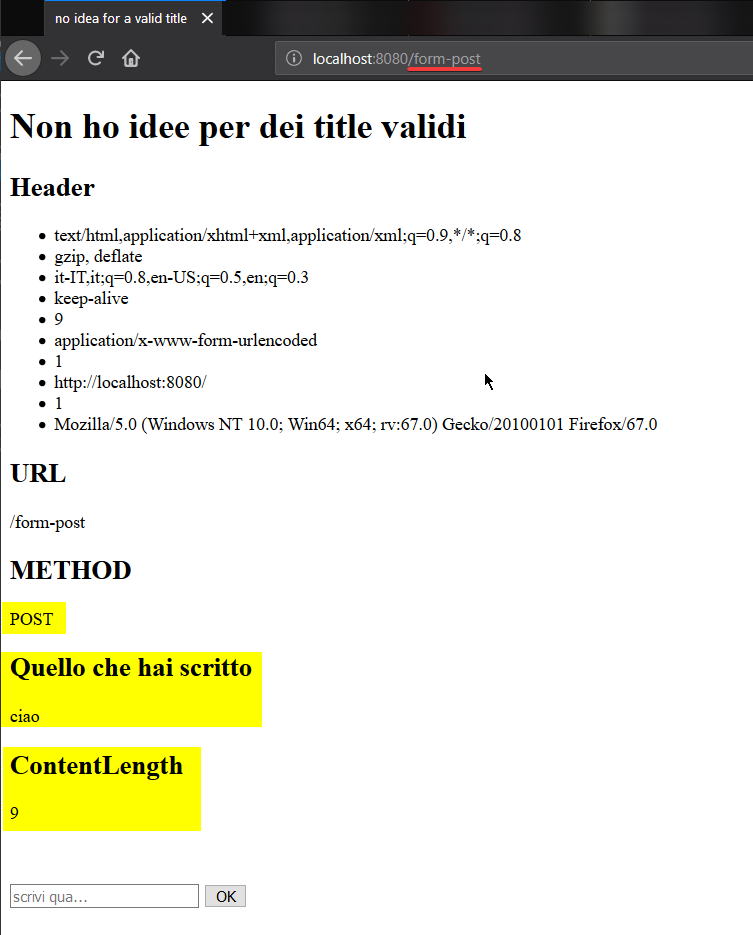 no idea for a valid title
localhost:8080/form-post
Non ho idee per dei title validi
Header
text/html,application/xhtml+xml,application/xml;q=0.9,*/*;q=0.8
gzip, deflate
it-IT,it;q=0.8,en-US;q=0.5,en;q=0.3
keep-alive
9
application/x-www-form-urlencoded
1
http://localhost:8080/
1
Mozilla/5.0 (Windows NT 10.0; Win64; x64; rv:67.0) Gecko/20100101 Firefox/67.0
URL
/form-post
METHOD
POST
Quello che hai scritto
ciao
ContentLength
9
scrivi qua... OK